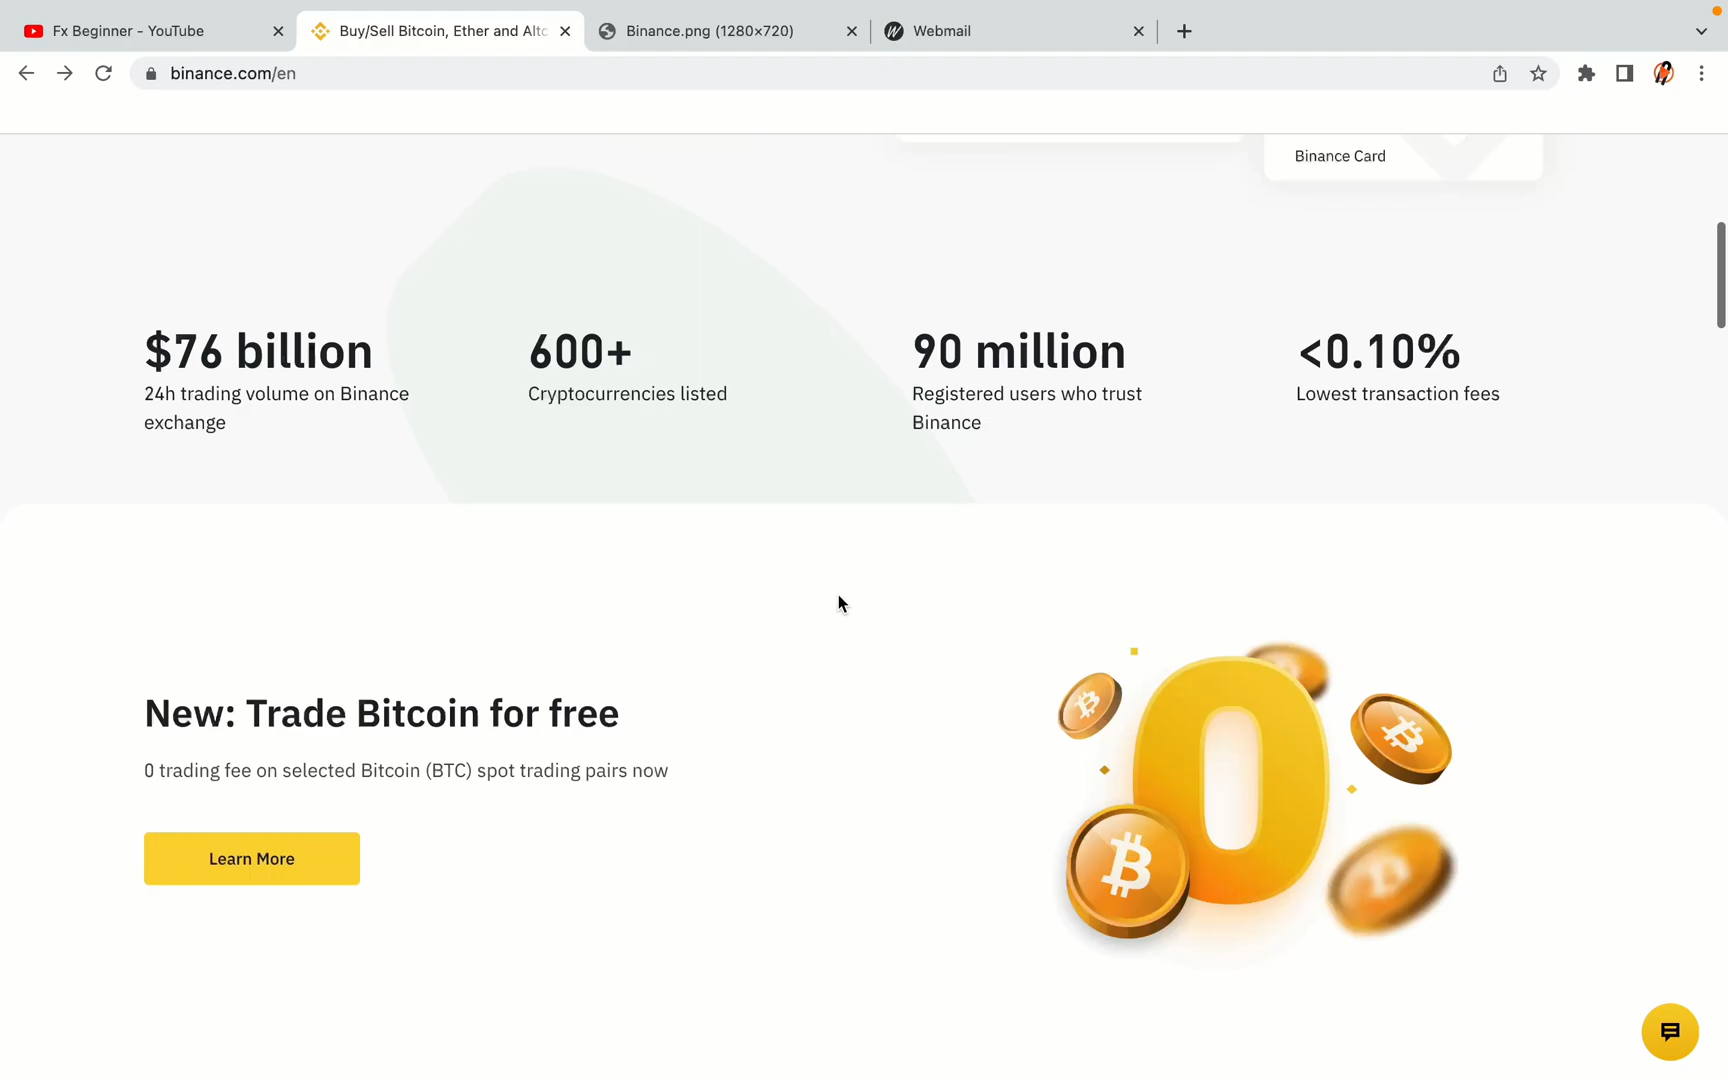 Fx Beginner - YouTube
Buy/Sell Bitcoin, Ether and Altc
Binance.png (1280×720)
Webmail
binance.com/en
Binance Card
$76 billion
24h trading volume on Binance
exchange
600+
Cryptocurrencies listed
90 million
Registered users who trust
Binance
<0.10%
Lowest transaction fees
New: Trade Bitcoin for free
0 trading fee on selected Bitcoin (BTC) spot trading pairs now
Learn More
0